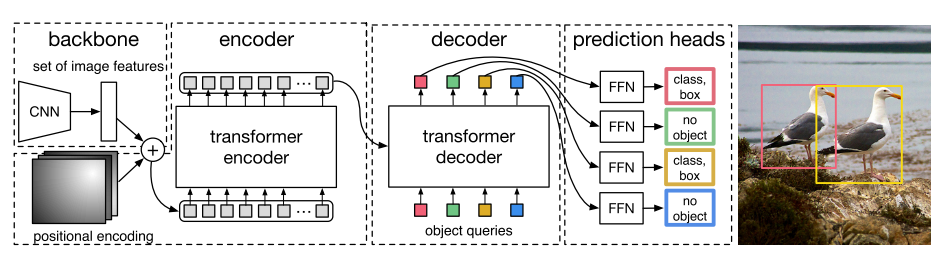 backbone
set of image features
CNN
+
positional encoding
encoder
...
transformer
encoder
...
decoder
transformer
decoder
object queries
prediction heads
FFN
class,
box
FFN
no
object
FFN
class,
box
FFN
no
object